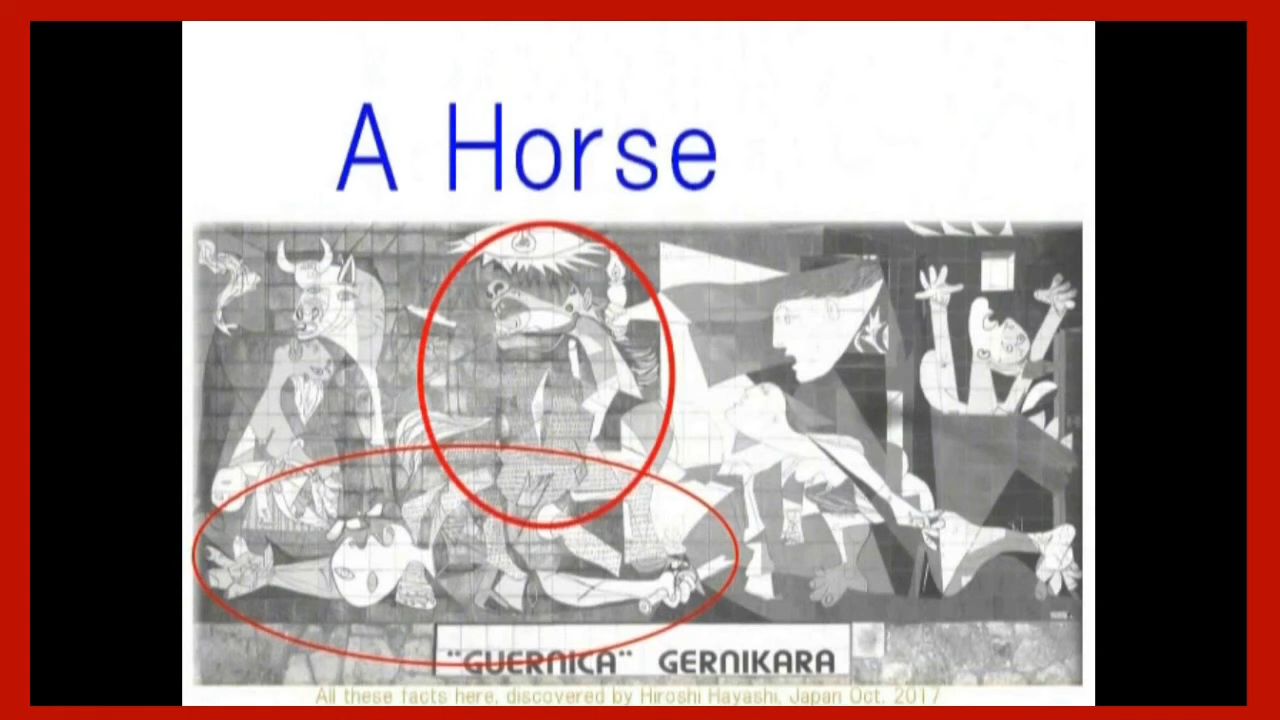 A Horse
"GUERNICA" GERNIKARA
All these facts here, discovered by Hiroshi Hayashi, Japan Oct. 2017